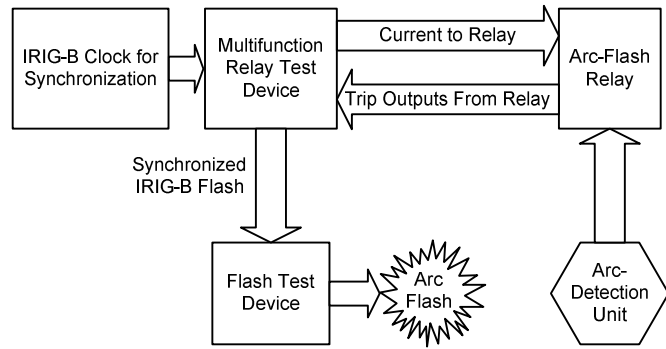 IRIG-B Clock for
Synchronization
Multifunction
Relay Test
Device
Current to Relay
Trip Outputs From Relay
Arc-Flash
Relay
Synchronized
IRIG-B Flash
Flash Test
Device
Arc
Flash
Arc-
Detection
Unit